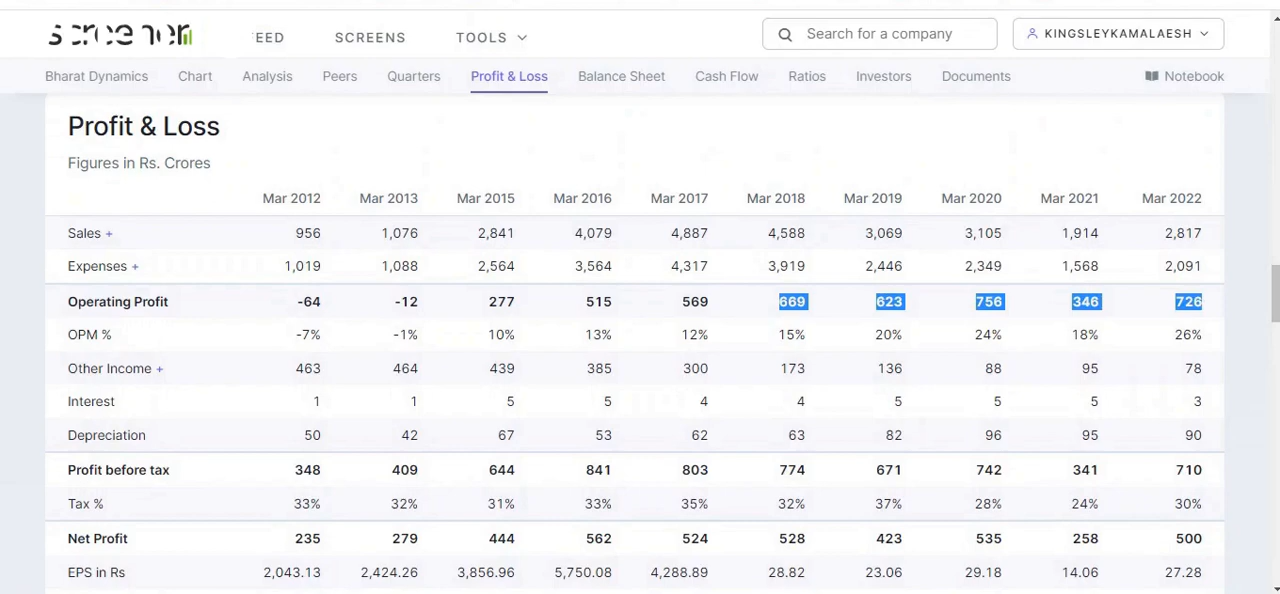 screener
EED SCREENS TOOLS Search for a company KINGSLEYKAMALAESH
Bharat Dynamics Chart Analysis Peers Quarters Profit & Loss Balance Sheet Cash Flow Ratios Investors Documents Notebook
Profit & Loss
Figures in Rs. Crores
Mar 2012 Mar 2013 Mar 2015 Mar 2016 Mar 2017 Mar 2018 Mar 2019 Mar 2020 Mar 2021 Mar 2022
Sales + 956 1,076 2,841 4,079 4,887 4,588 3,069 3,105 1,914 2,817
Expenses + 1,019 1,088 2,564 3,564 4,317 3,919 2,446 2,349 1,568 2,091
Operating Profit -64 -12 277 515 569 669 623 756 346 726
OPM % -7% -1% 10% 13% 12% 15% 20% 24% 18% 26%
Other Income + 463 464 439 385 300 173 136 88 95 78
Interest 1 1 5 5 4 4 5 5 5 3
Depreciation 50 42 67 53 62 63 82 96 95 90
Profit before tax 348 409 644 841 803 774 671 742 341 710
Tax % 33% 32% 31% 33% 35% 32% 37% 28% 24% 30%
Net Profit 235 279 444 562 524 528 423 535 258 500
EPS in Rs 2,043.13 2,424.26 3,856.96 5,750.08 4,288.89 28.82 23.06 29.18 14.06 27.28